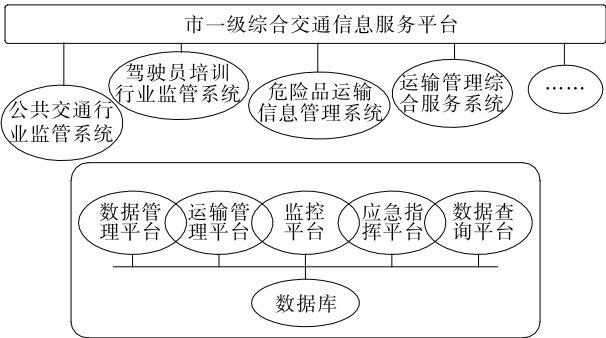 市一级综合交通信息服务平台
公共交通行
业监管系统
驾驶员培训
行业监管系统
危险品运输
信息管理系统
运输管理综
合服务系统
……
数据管
理平台
运输管
理平台
监控
平台
应急指
挥平台
数据查
询平台
数据库